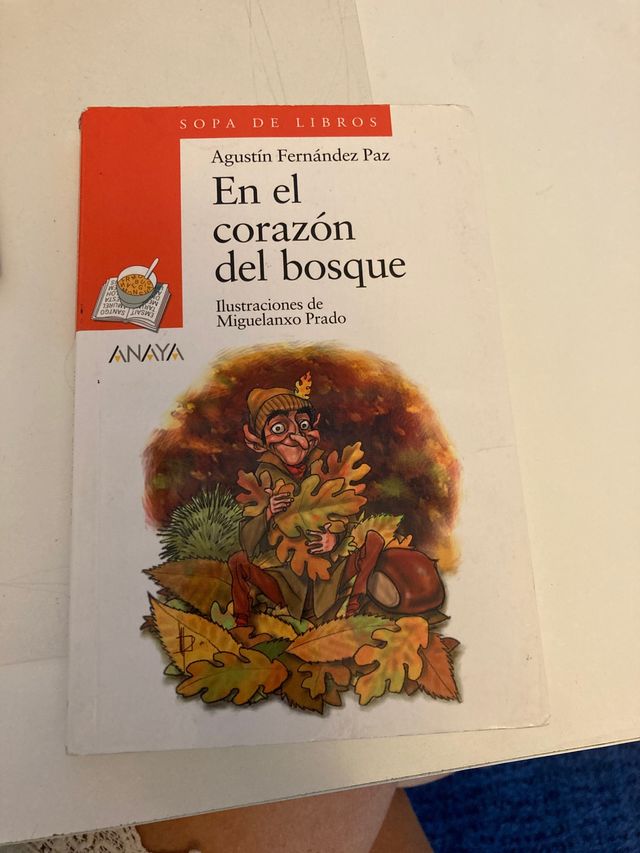 SOPA DE LIBROS
Agustín Fernández Paz
En el
corazón
del bosque
Ilustraciones de
Miguelanxo Prado
ANAYA